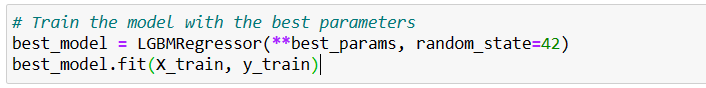 # Train the model with the best parameters
best_model = LGBMRegressor(**best_params, random_state=42)
best_model.fit(X_train, y_train)